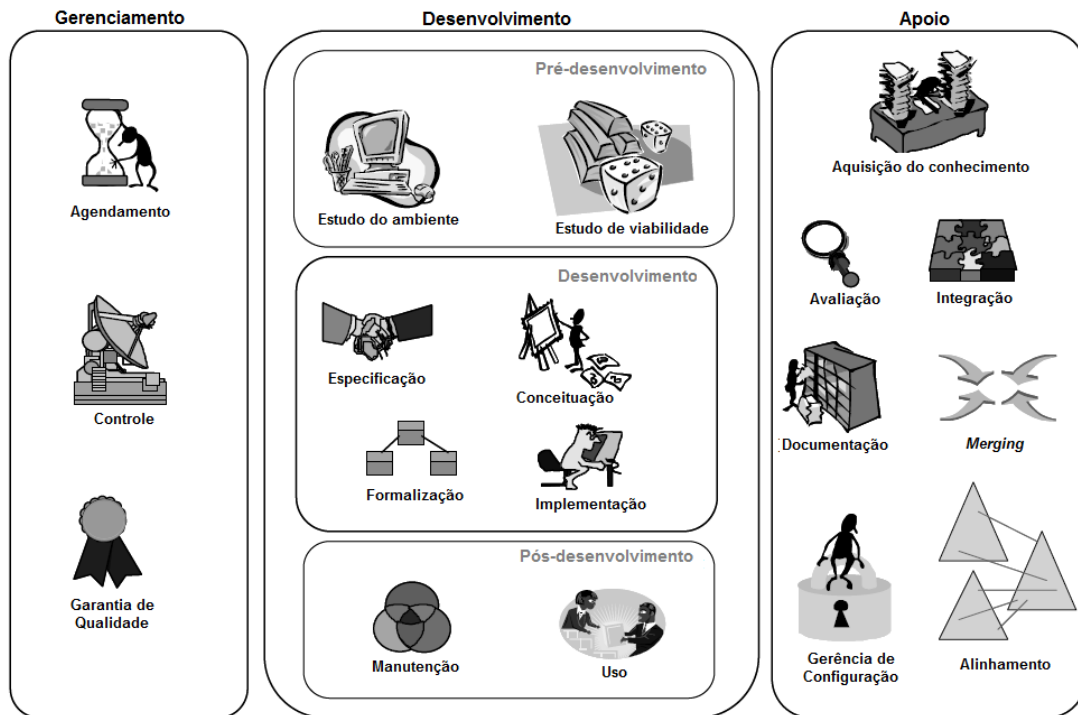 Gerenciamento
Agendamento
Controle
Garantia de
Qualidade
Desenvolvimento
Pré-desenvolvimento
Estudo do ambiente
Estudo de viabilidade
Desenvolvimento
Especificação
Conceituação
Formalização
Implementação
Pós-desenvolvimento
Manutenção
Uso
Apoio
Aquisição do conhecimento
Avaliação
Integração
Documentação
Merging
Gerência de
Configuração
Alinhamento